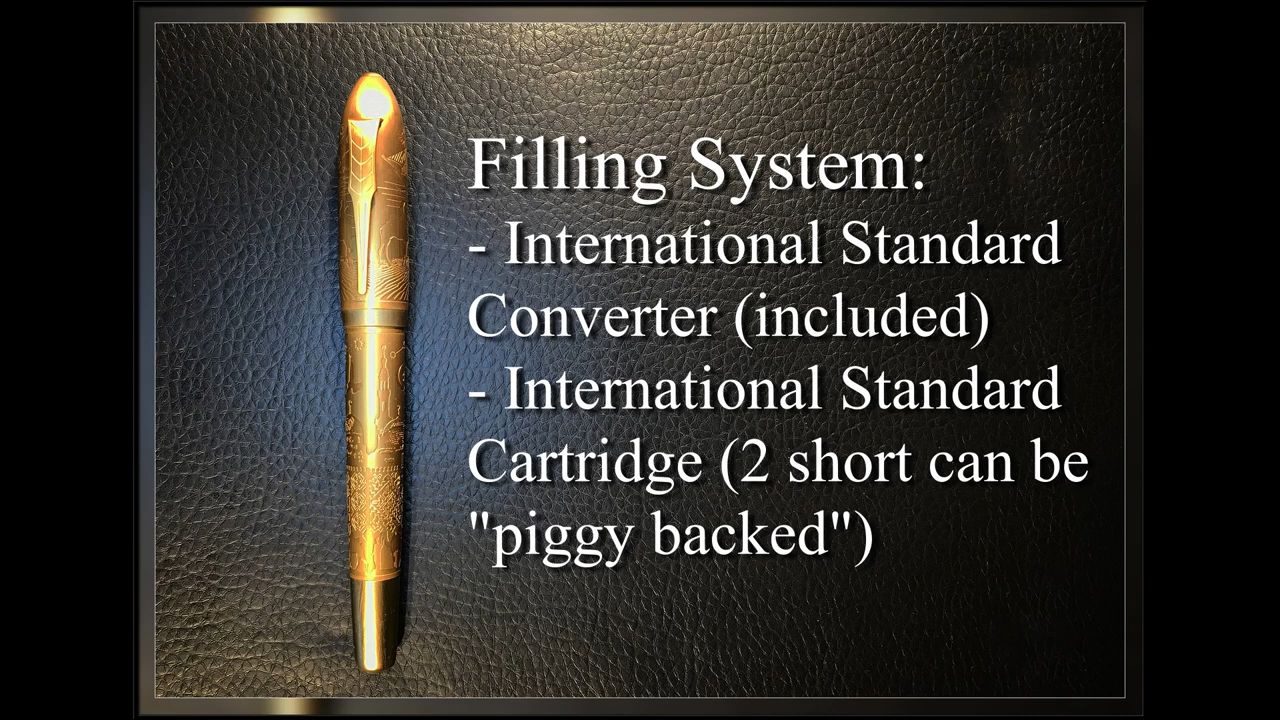 Filling System:
- International Standard
Converter (included)
- International Standard
Cartridge (2 short can be
"piggy backed")